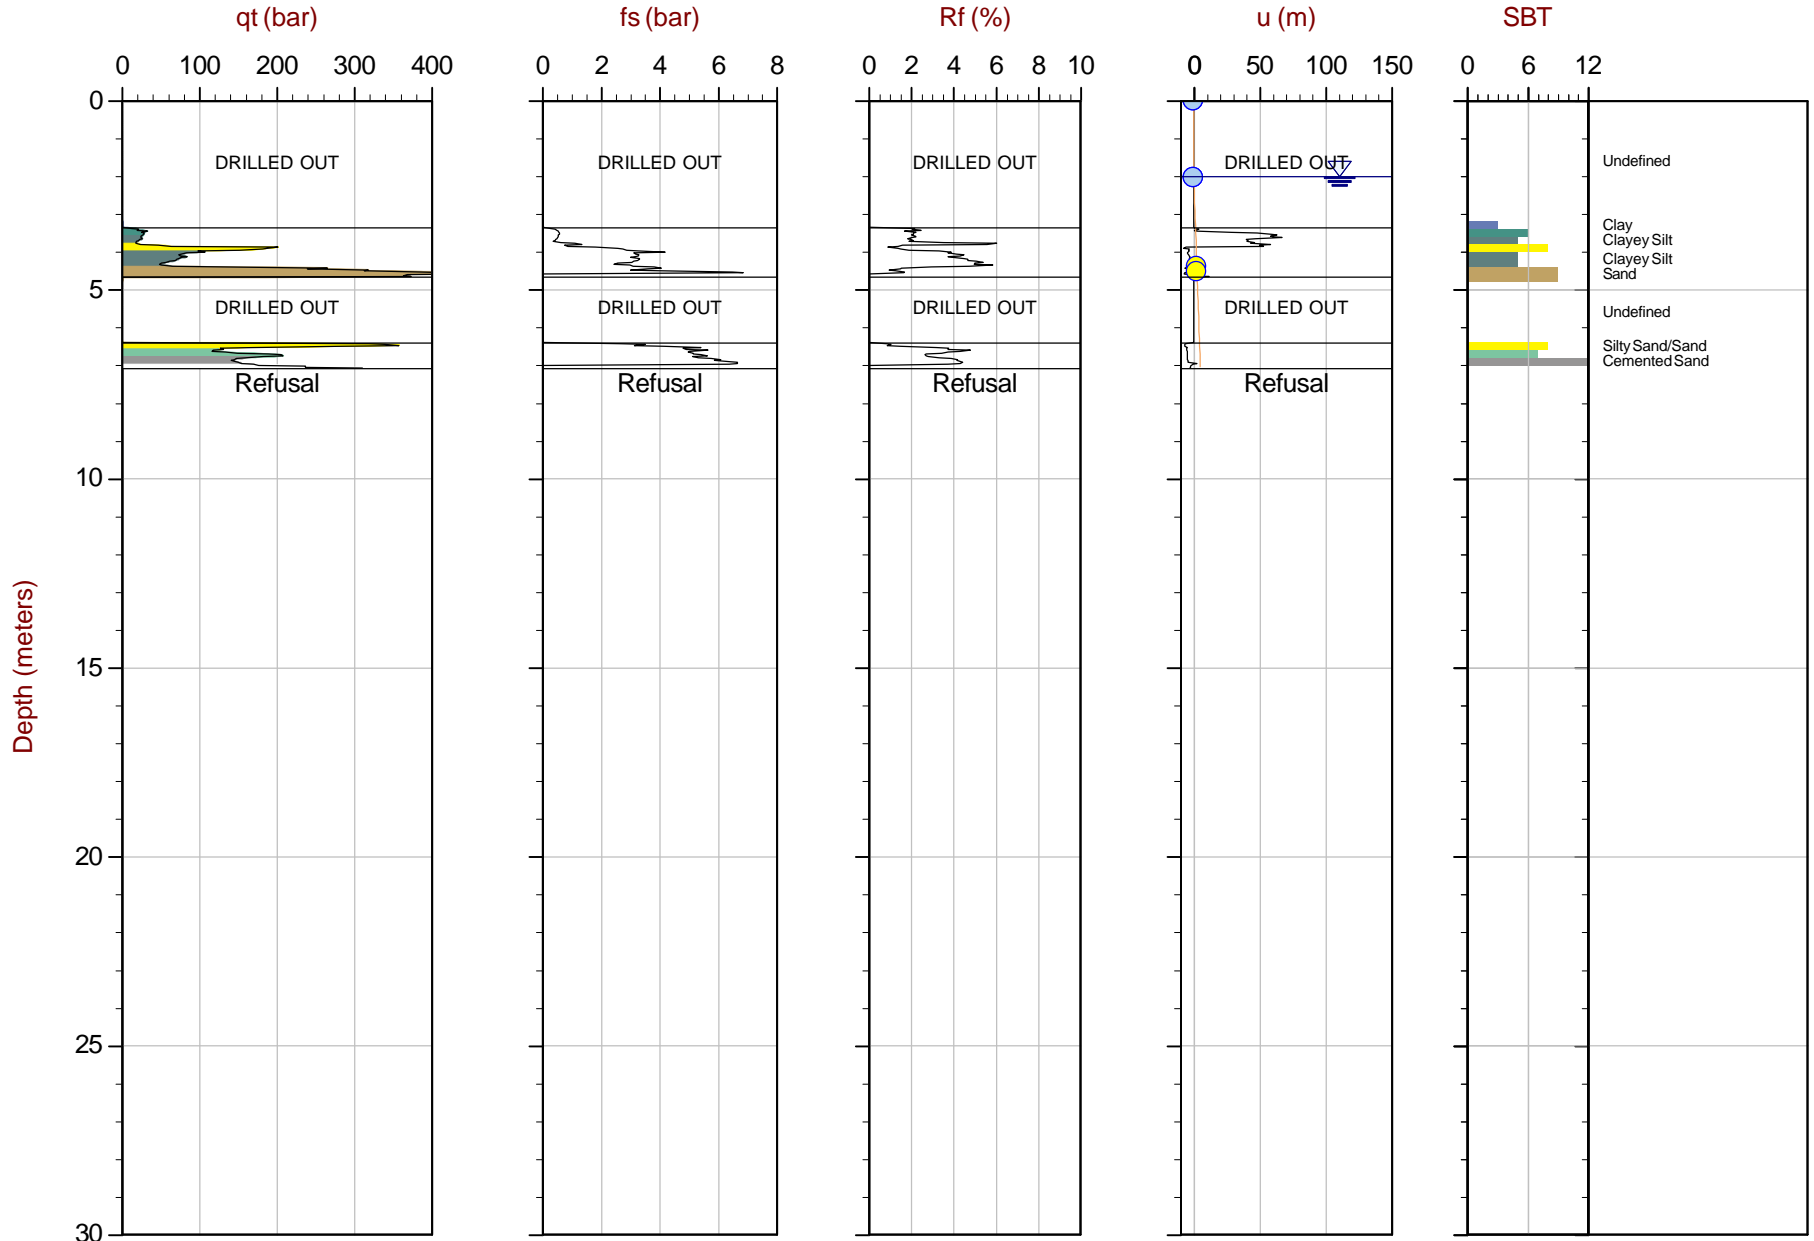 qt (bar) fs (bar) Rf (%) u (m) SBT
0 100 200 300 400 0 2 4 6 8 0 2 4 6 8 10 0 50 100 150 0 6 12
0
DRILLED OUT DRILLED OUT DRILLED OUT DRILLED OUT Undefined
Clay
Clayey Silt
Clayey Silt
Sand
5
DRILLED OUT DRILLED OUT DRILLED OUT DRILLED OUT Undefined
Silty Sand/Sand
Cemented Sand
Refusal Refusal Refusal Refusal
10
15
Depth (meters)
20
25
30